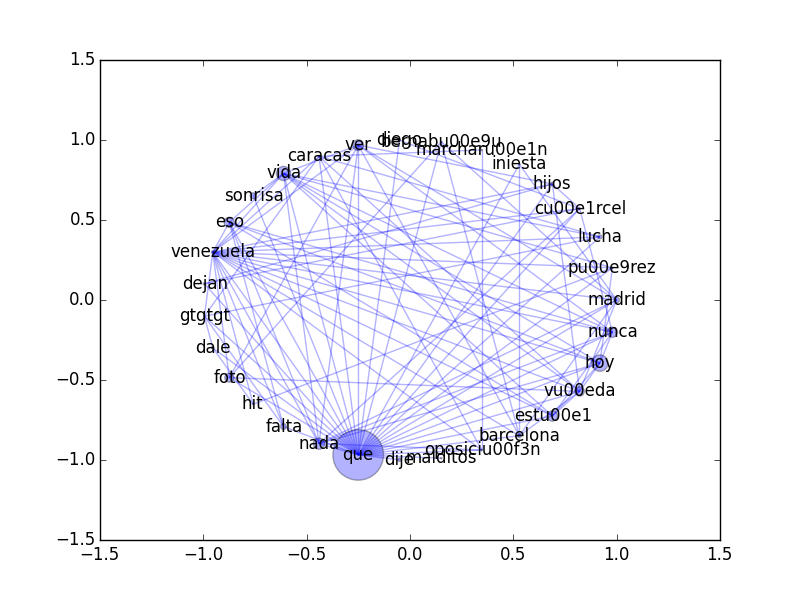 1.5
diego
bernabu00e9u
1.0
ver
marcharu00e1n
caracas
iniesta
vida
hijos
sonrisa
cu00e1rcel
0.5
eso
lucha
venezuela
pu00e9rez
dejan
madrid
0.0
gtgtgt
nunca
dale
hoy
foto
vu00eda
−0.5
hit
estu00e1
falta
barcelona
nada
oposiciu00f3n
que
dije
malditos
−1.0
−1.5
−1.5 −1.0 −0.5 0.0 0.5 1.0 1.5